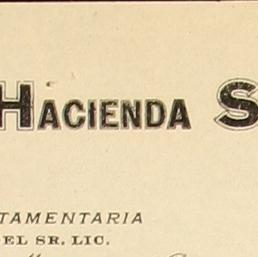 HACIENDA S
TAMENTARIA
EL SR. LIC.